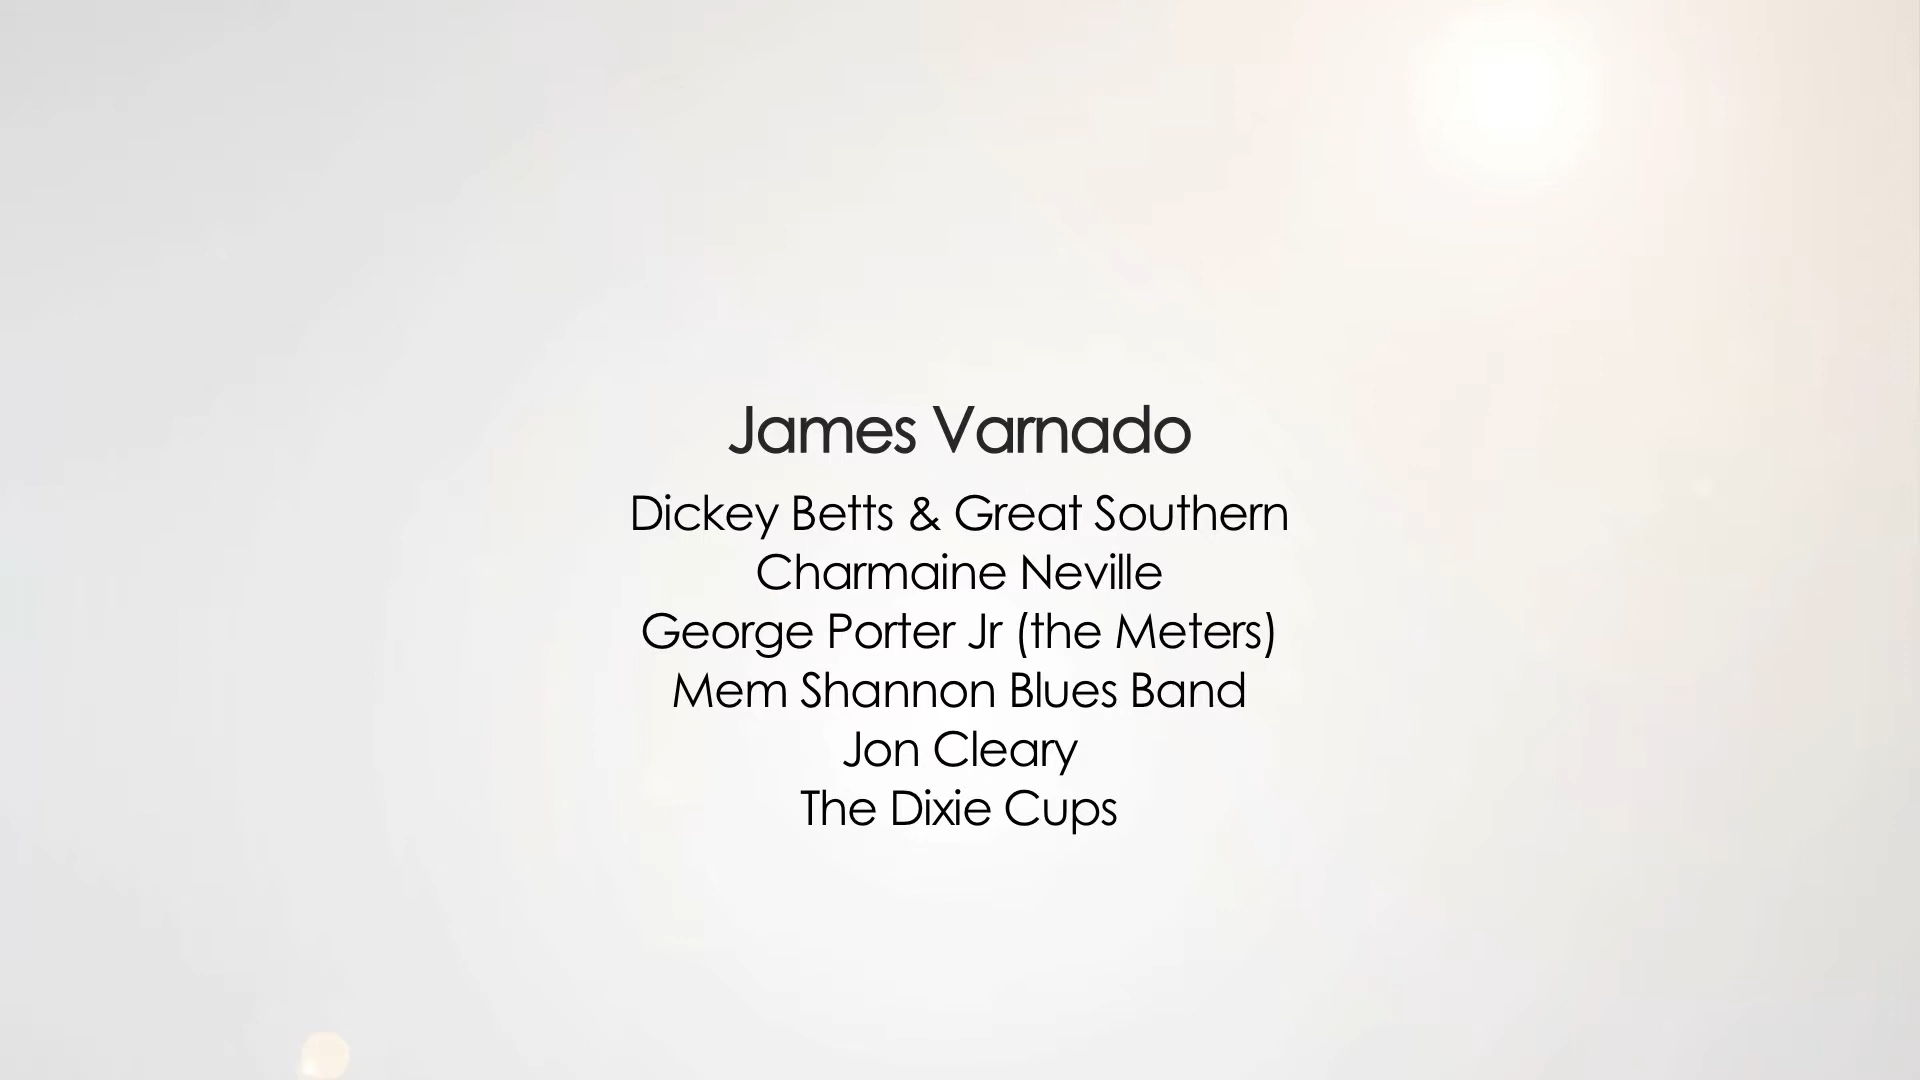 James Varnado
Dickey Betts & Great Southern
Charmaine Neville
George Porter Jr (the Meters)
Mem Shannon Blues Band
Jon Cleary
The Dixie Cups